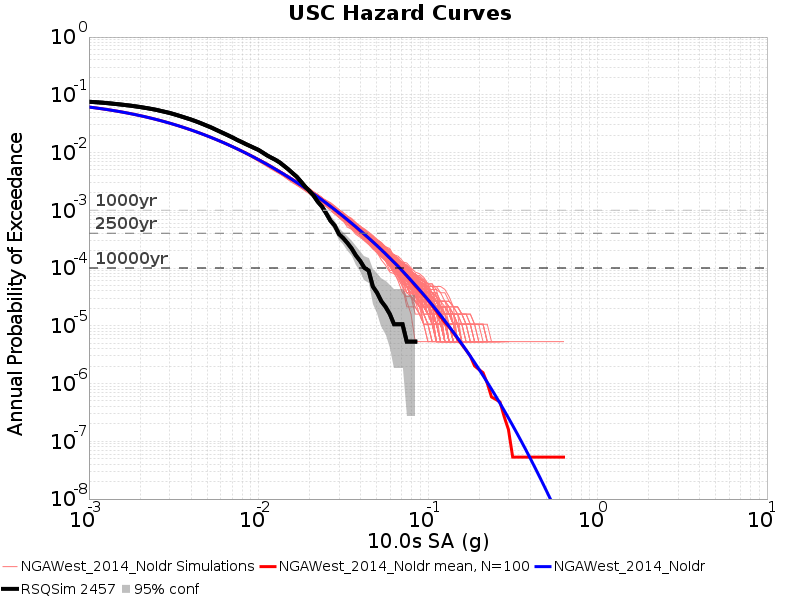 USC Hazard Curves
Annual Probability of Exceedance
10^0
10^-1
10^-2
10^-3
10^-4
10^-5
10^-6
10^-7
10^-8
1000yr
2500yr
10000yr
10^-3 10^-2 10^-1 10^0 10^1
10.0s SA (g)
NGAWest_2014_NoIdr Simulations NGAWest_2014_NoIdr mean, N=100 NGAWest_2014_NoIdr
RSQSim 2457 95% conf